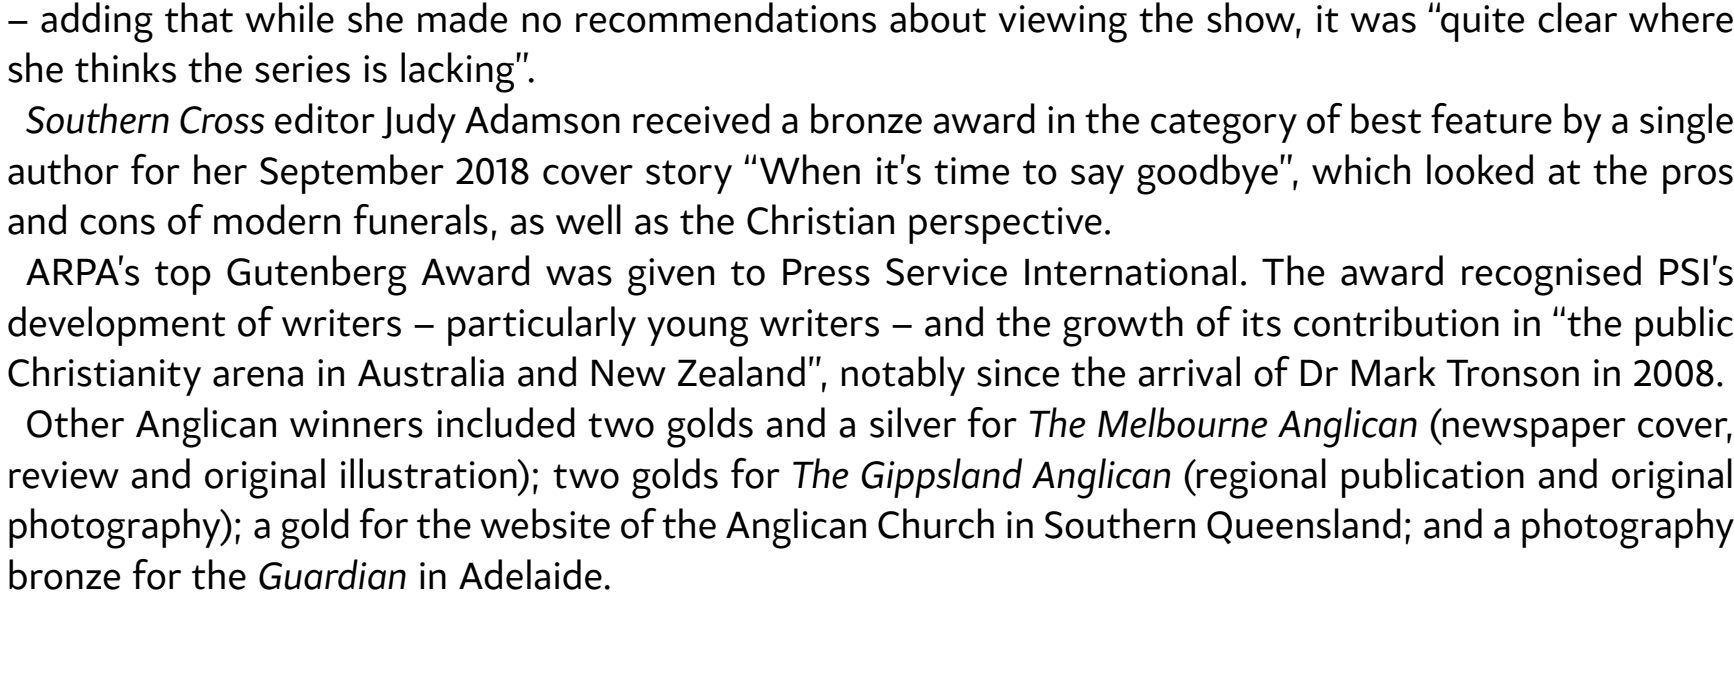 – adding that while she made no recommendations about viewing the show, it was “quite clear where
she thinks the series is lacking”.
Southern Cross editor Judy Adamson received a bronze award in the category of best feature by a single
author for her September 2018 cover story “When it’s time to say goodbye”, which looked at the pros
and cons of modern funerals, as well as the Christian perspective.
ARPA’s top Gutenberg Award was given to Press Service International. The award recognised PSI’s
development of writers – particularly young writers – and the growth of its contribution in “the public
Christianity arena in Australia and New Zealand”, notably since the arrival of Dr Mark Tronson in 2008.
Other Anglican winners included two golds and a silver for The Melbourne Anglican (newspaper cover,
review and original illustration); two golds for The Gippsland Anglican (regional publication and original
photography); a gold for the website of the Anglican Church in Southern Queensland; and a photography
bronze for the Guardian in Adelaide.